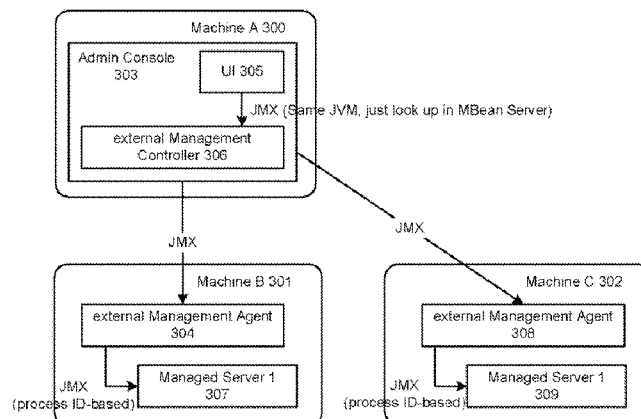 Machine A 300
Admin Console
303
UI 305
JMX (Same JVM, just look up in MBean Server)
external Management
Controller 306
JMX
JMX
Machine B 301
external Management Agent
304
JMX
(process ID-based)
Managed Server 1
307
Machine C 302
external Management Agent
308
JMX
(process ID-based)
Managed Server 1
309